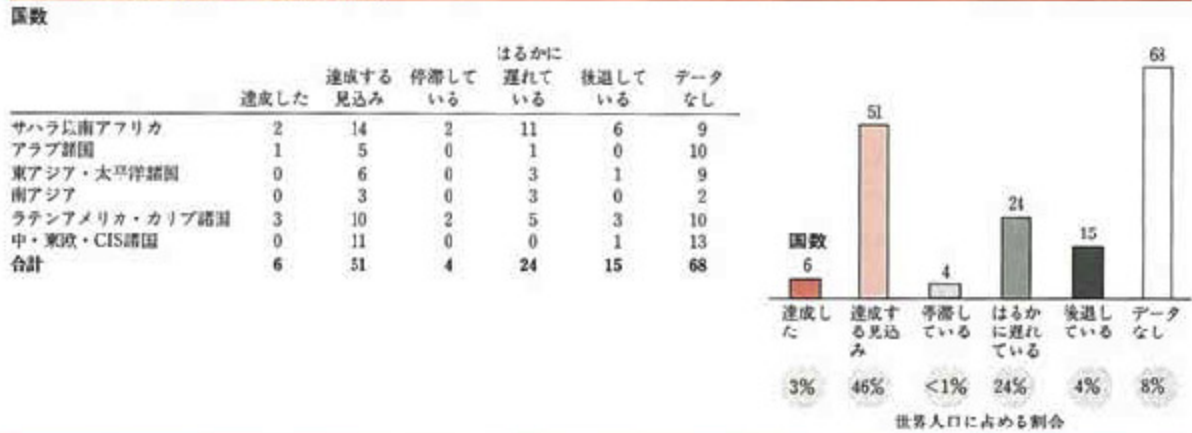 国数
達成した 達成する見込み 停滞している はるかに遅れている 後退している データなし
サハラ以南アフリカ 2 14 2 11 6 9
アラブ諸国 1 5 0 1 0 10
東アジア・太平洋諸国 0 6 0 3 1 9
南アジア 0 3 0 3 0 2
ラテンアメリカ・カリブ諸国 3 10 2 5 3 10
中・東欧・CIS諸国 0 11 0 0 1 13
合計 6 51 4 24 15 68
国数
6 51 4 24 15 68
達成した 達成する見込み 停滞している はるかに遅れている 後退している データなし
3% 46% <1% 24% 4% 8%
世界人口に占める割合